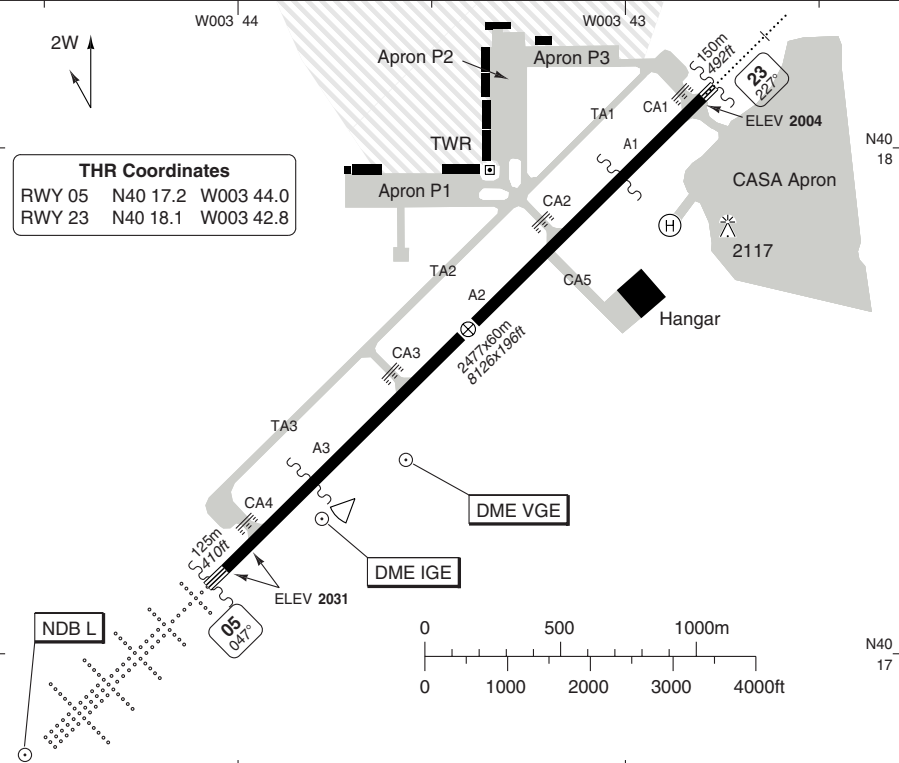 W003 44
W003 43
2W
Apron P2
Apron P3
150m
492ft
23
227°
CA1
TA1
ELEV 2004
A1
TWR
N40
18
THR Coordinates
RWY 05 N40 17.2 W003 44.0
RWY 23 N40 18.1 W003 42.8
Apron P1
CASA Apron
CA2
H
2117
TA2
CA5
A2
Hangar
2477x60m
8126x196ft
CA3
TA3
A3
DME VGE
CA4
125m
410ft
DME IGE
ELEV 2031
05
047°
NDB L
0 500 1000m
N40
17
0 1000 2000 3000 4000ft